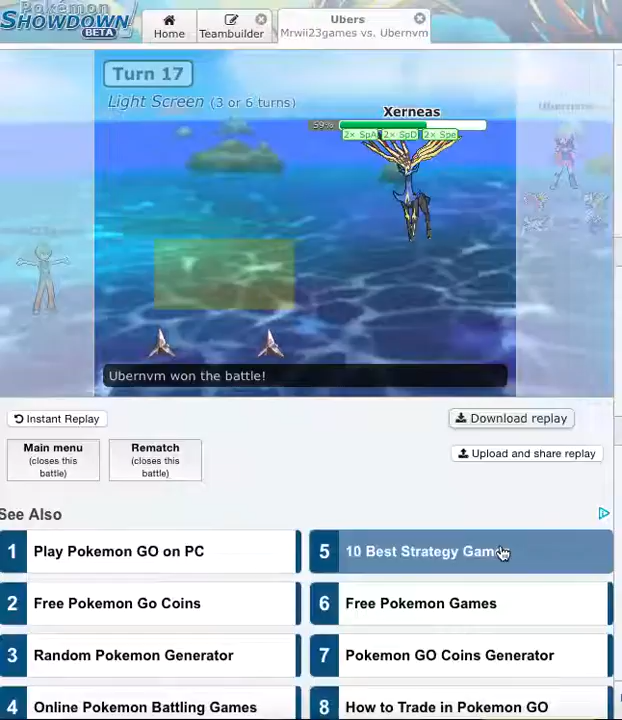 Pokémon
SHOWDOWN
BETA
Home
Teambuilder
Ubers
Mrwii23games vs. Ubernvm
Turn 17
Light Screen (3 or 6 turns)
Xerneas
59%
2× SpA 2× SpD 2× Spe
Ubernvm
Ubernvm won the battle!
Instant Replay
Download replay
Main menu
(closes this
battle)
Rematch
(closes this
battle)
Upload and share replay
See Also
1 Play Pokemon GO on PC
2 Free Pokemon Go Coins
3 Random Pokemon Generator
4 Online Pokemon Battling Games
5 10 Best Strategy Game
6 Free Pokemon Games
7 Pokemon GO Coins Generator
8 How to Trade in Pokemon GO